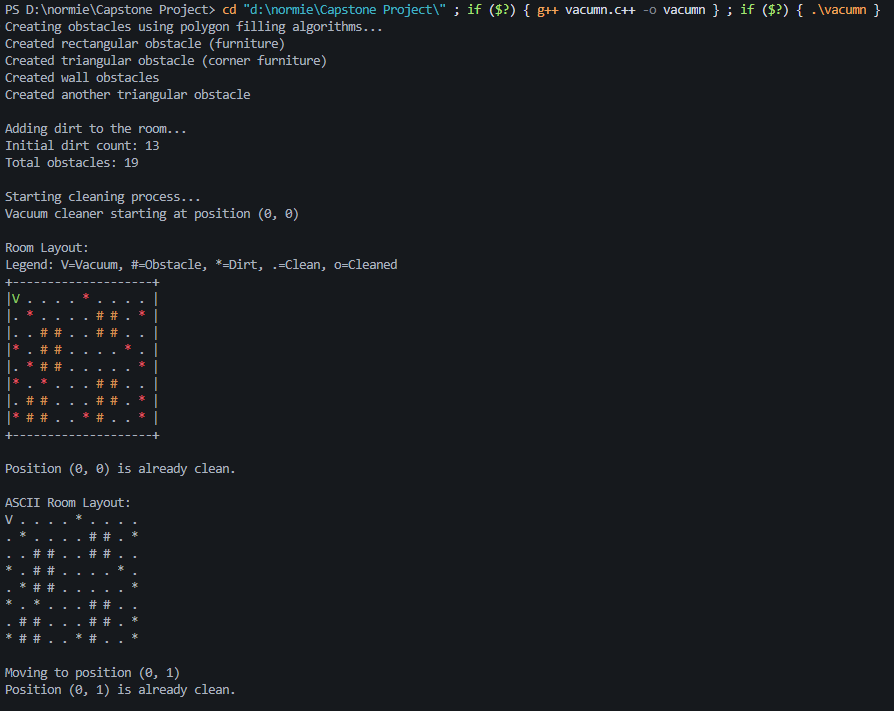 PS D:\normie\Capstone Project> cd "d:\normie\Capstone Project\" ; if ($?) { g++ vacumn.c++ -o vacumn } ; if ($?) { .\vacumn }
Creating obstacles using polygon filling algorithms...
Created rectangular obstacle (furniture)
Created triangular obstacle (corner furniture)
Created wall obstacles
Created another triangular obstacle

Adding dirt to the room...
Initial dirt count: 13
Total obstacles: 19

Starting cleaning process...
Vacuum cleaner starting at position (0, 0)

Room Layout:
Legend: V=Vacuum, #=Obstacle, *=Dirt, .=Clean, o=Cleaned
+--------------------+
|V . . . . * . . . . |
|. * . . . . # # . * |
|. . # # . . # # . . |
|* . # # . . . . * . |
|. * # # . . . . . * |
|* . * . . . # # . . |
|. # # . . . # # . * |
|* # # . . * # . . * |
+--------------------+

Position (0, 0) is already clean.

ASCII Room Layout:
V . . . . * . . . .
. * . . . . # # . *
. . # # . . # # . .
* . # # . . . . * .
. * # # . . . . . *
* . * . . . # # . .
. # # . . . # # . *
* # # . . * # . . *

Moving to position (0, 1)
Position (0, 1) is already clean.